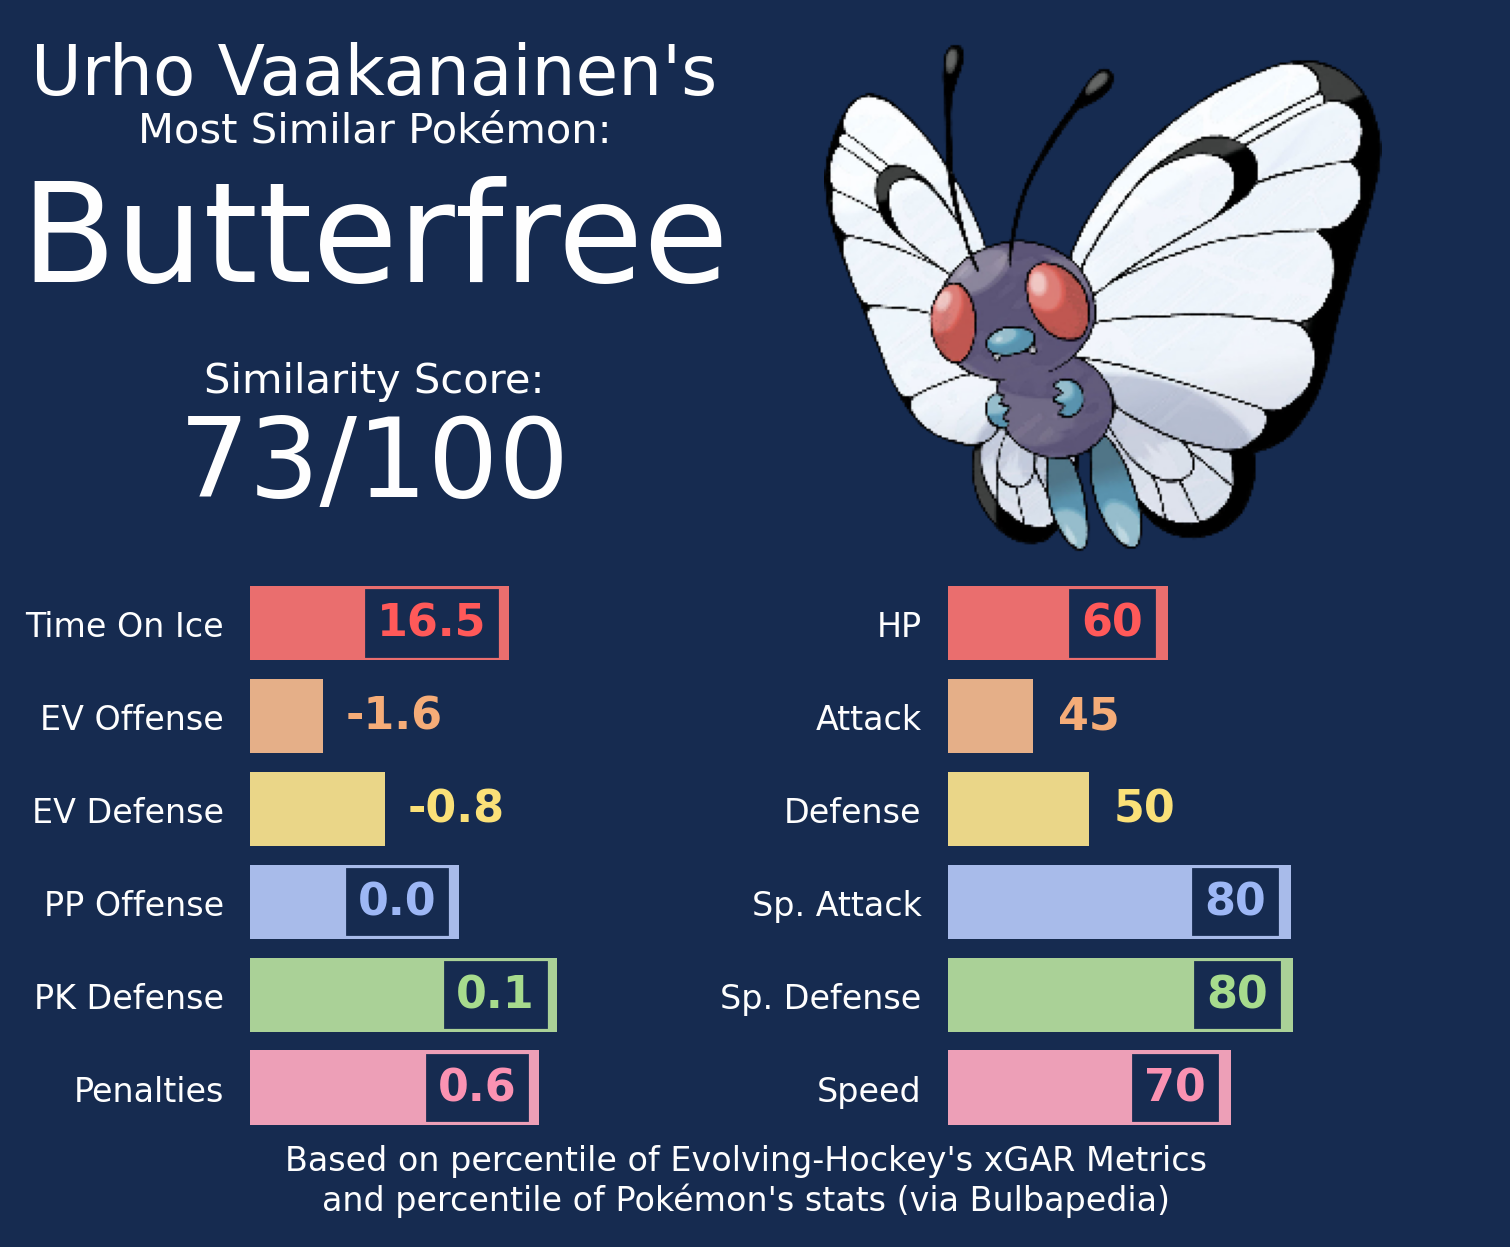 Urho Vaakanainen's
Most Similar Pokémon:
Butterfree
Similarity Score:
73/100
Time On Ice 16.5
EV Offense -1.6
EV Defense -0.8
PP Offense 0.0
PK Defense 0.1
Penalties 0.6
HP 60
Attack 45
Defense 50
Sp. Attack 80
Sp. Defense 80
Speed 70
Based on percentile of Evolving-Hockey's xGAR Metrics
and percentile of Pokémon's stats (via Bulbapedia)